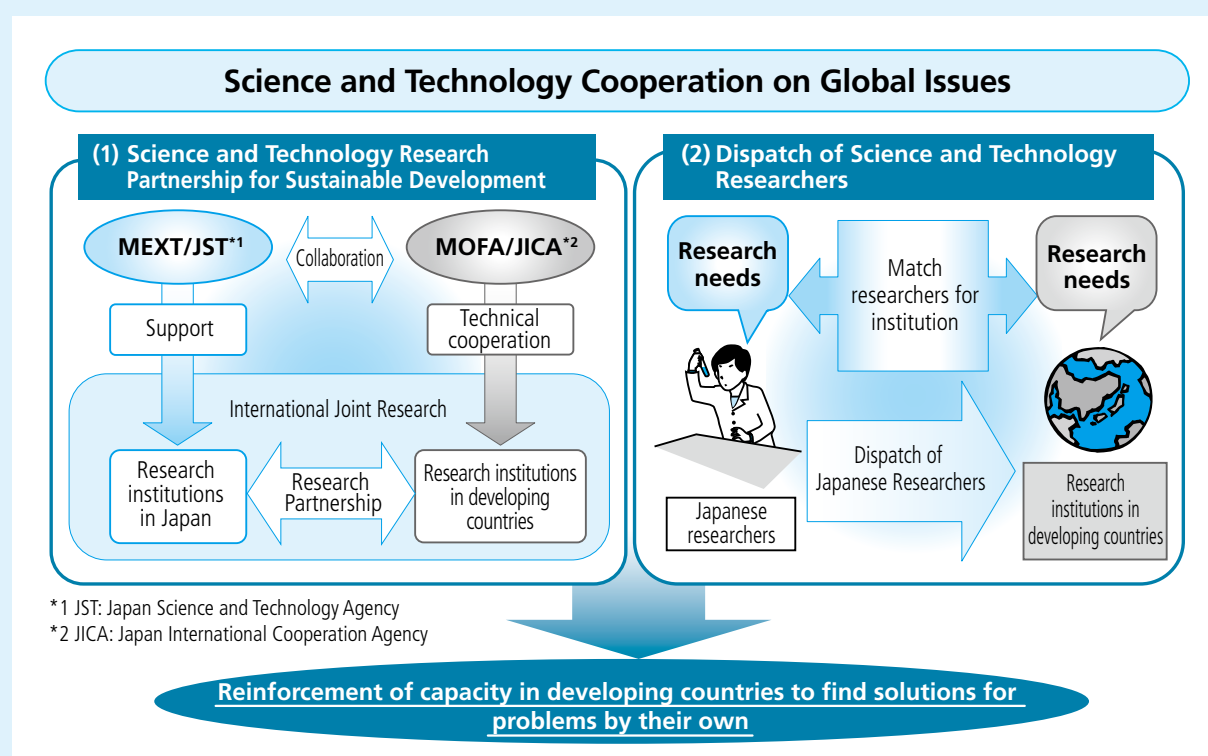 Science and Technology Cooperation on Global Issues
(1) Science and Technology Research
Partnership for Sustainable Development
MEXT/JST*1
Collaboration
MOFA/JICA*2
Support
Technical
cooperation
International Joint Research
Research
institutions
in Japan
Research
Partnership
Research institutions
in developing
countries
(2) Dispatch of Science and Technology
Researchers
Research
needs
Match
researchers for
institution
Research
needs
Dispatch of
Japanese Researchers
Japanese
researchers
Research
institutions in
developing countries
*1 JST: Japan Science and Technology Agency
*2 JICA: Japan International Cooperation Agency
Reinforcement of capacity in developing countries to find solutions for
problems by their own